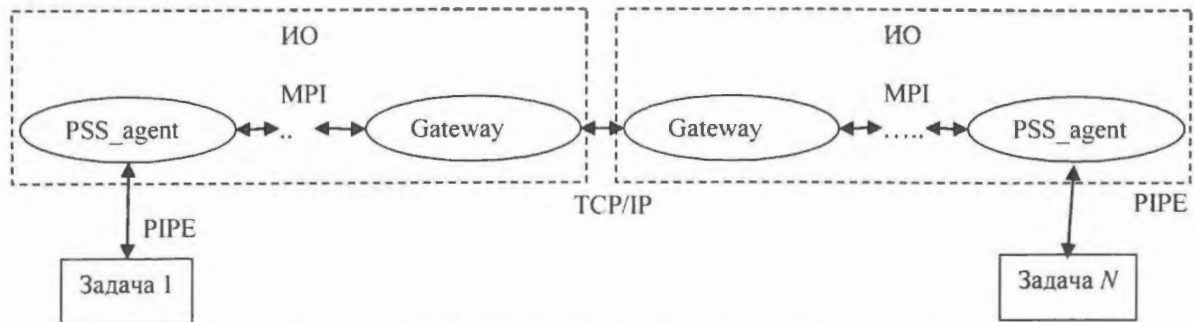 ИО
ИО
MPI
MPI
PSS_agent
..
Gateway
Gateway
.....
PSS_agent
TCP/IP
PIPE
PIPE
Задача 1
Задача N